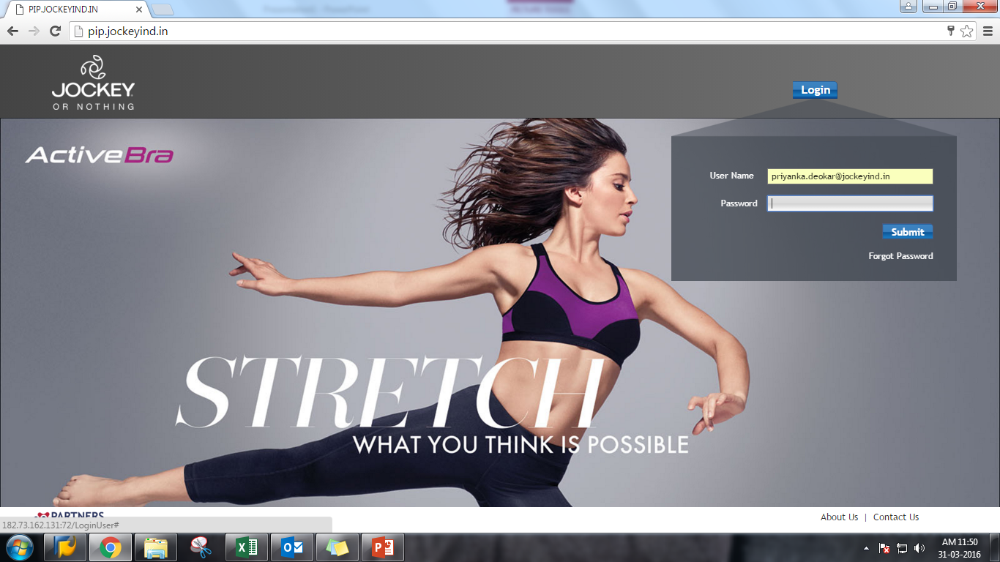 PIP.JOCKEYIND.IN
pip.jockeyind.in
JOCKEY
OR NOTHING
Login
ActiveBra
User Name
priyanka.deokar@jockeyind.in
Password
Submit
Forgot Password
STRETCH
WHAT YOU THINK IS POSSIBLE
PARTNERS
About Us | Contact Us
182.73.162.131:72/LoginUser#
AM 11:50
31-03-2016